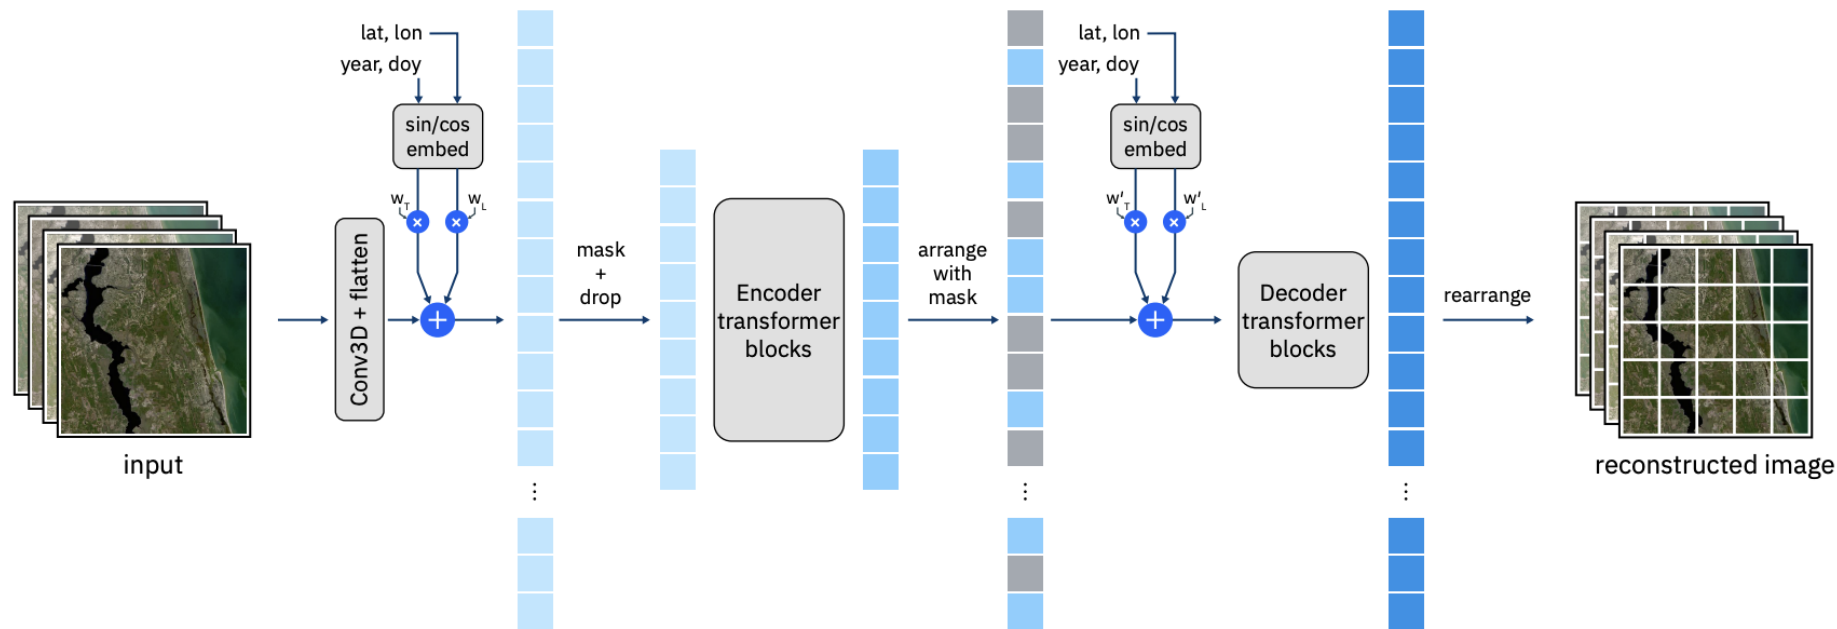 lat, lon
year, doy
sin/cos
embed
w_T
w_L
Conv3D + flatten
input
mask
+
drop
Encoder
transformer
blocks
arrange
with
mask
lat, lon
year, doy
sin/cos
embed
w'_T
w'_L
Decoder
transformer
blocks
rearrange
reconstructed image